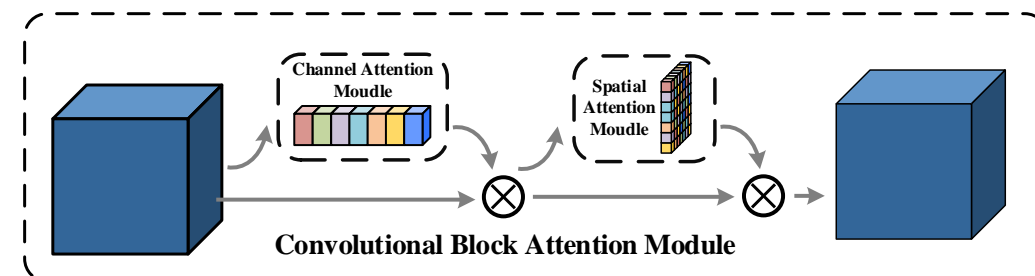 Channel Attention
Moudle
Spatial
Attention
Moudle
Convolutional Block Attention Module